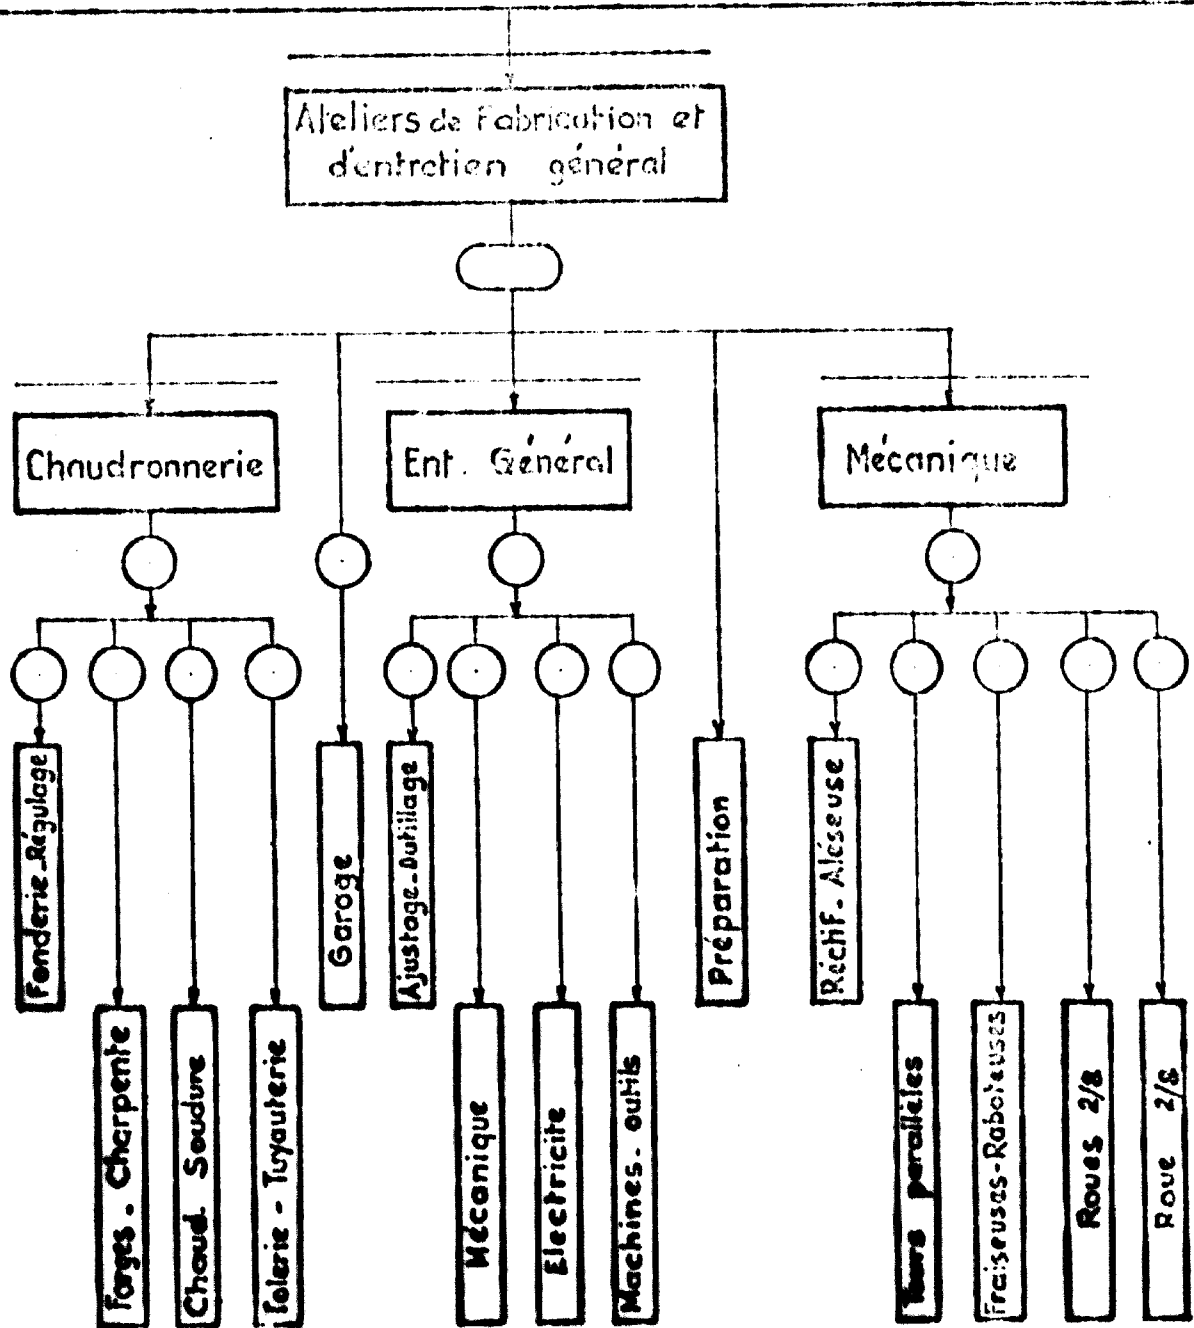 Ateliers de Fabrication et
d'entretien général
Chaudronnerie
Ent. Général
Mécanique
Fonderie-Régulage
Forges - Charpente
Chaud Soudure
Tolerie - Tuyauterie
Garage
Ajustage-Outillage
Mécanique
Electricite
Machines-outils
Préparation
Réctif-Aléseuse
Tours parallèles
Fraiseuses-Raboteuses
Roues 2/8
Roue 2/8